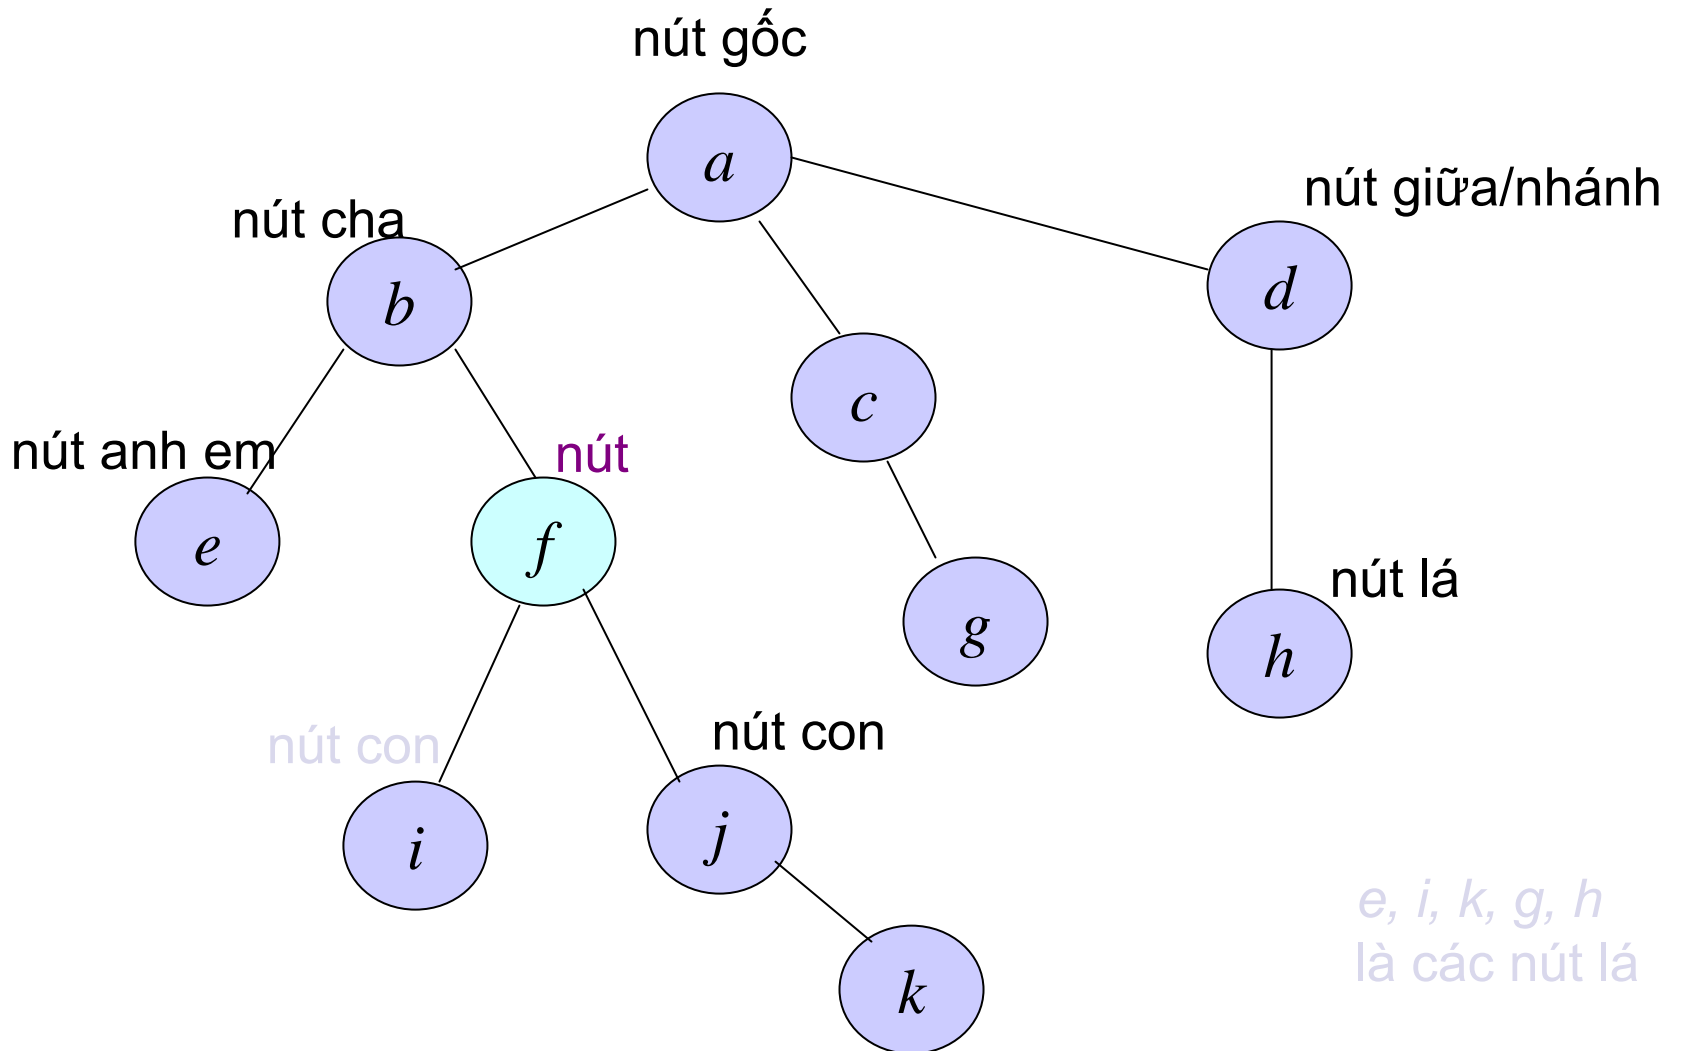 nút gốc
a
nút giữa/nhánh
nút cha
b
d
c
nút anh em
nút
e
f
nút lá
g
h
nút con
nút con
i
j
e, i, k, g, h
là các nút lá
k